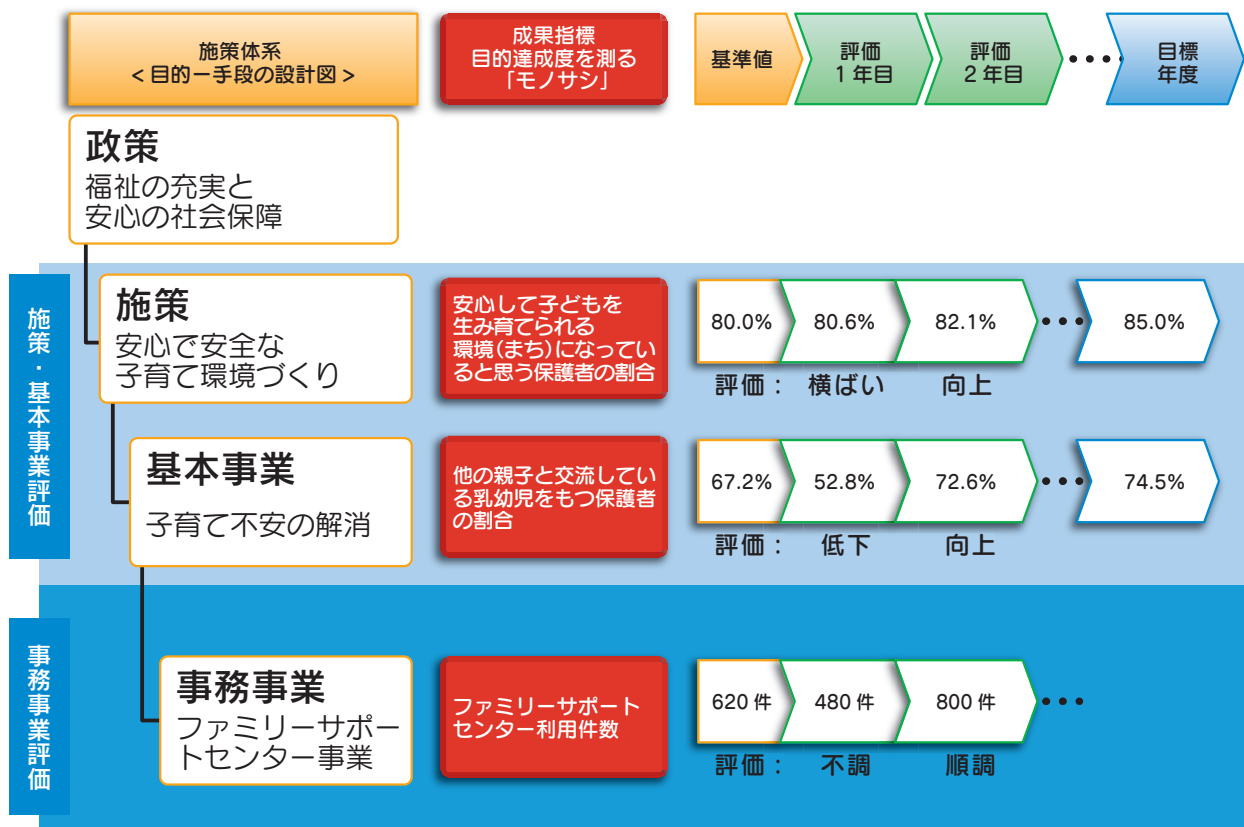 施策体系
<目的ー手段の設計図>
成果指標
目的達成度を測る
「モノサシ」
基準値
評価
1年目
評価
2年目
目標
年度
政策
福祉の充実と
安心の社会保障
施策・基本事業評価
施策
安心で安全な
子育て環境づくり
安心して子どもを
生み育てられる
環境(まち)になってい
ると思う保護者の割合
80.0%
80.6%
82.1%
85.0%
評価:
横ばい
向上
基本事業
子育て不安の解消
他の親子と交流してい
る乳幼児をもつ保護者
の割合
67.2%
52.8%
72.6%
74.5%
評価:
低下
向上
事務事業評価
事務事業
ファミリーサポー
トセンター事業
ファミリーサポート
センター利用件数
620件
480件
800件
評価:
不調
順調